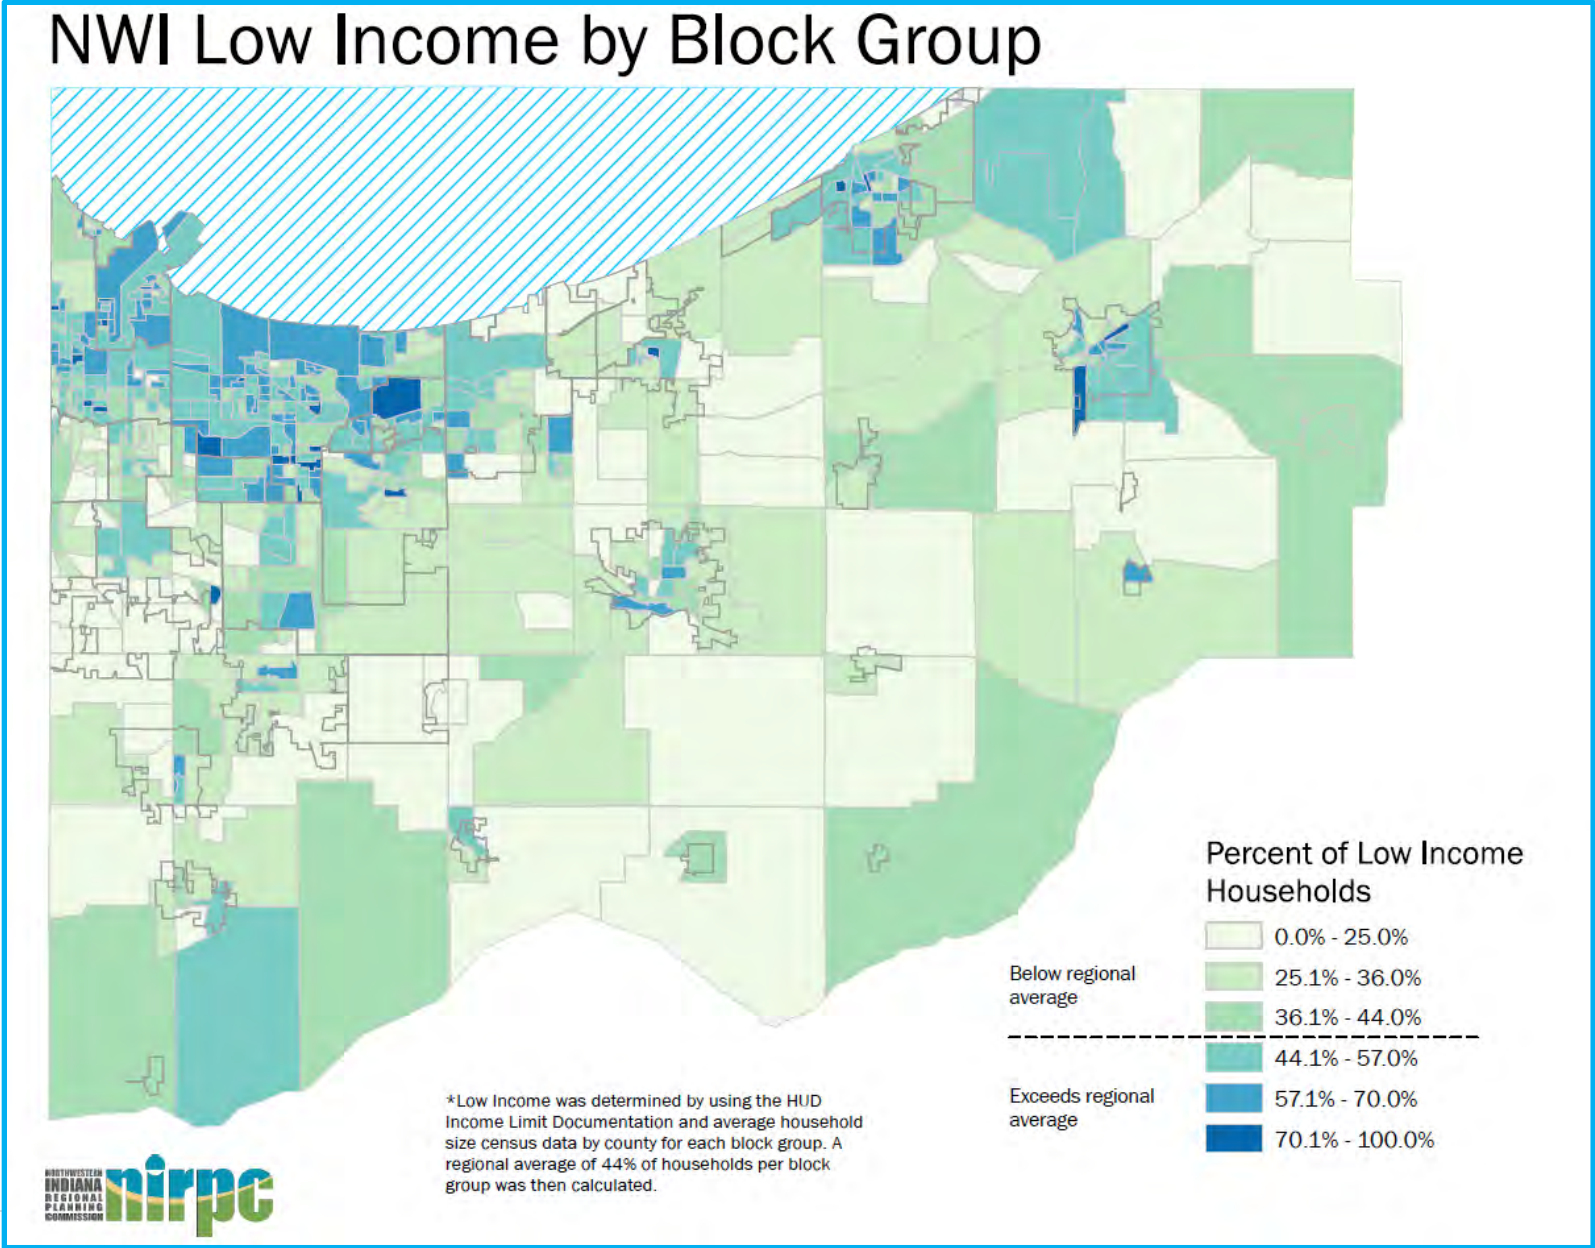 NWI Low Income by Block Group
Percent of Low Income
Households
0.0% - 25.0%
Below regional
average
25.1% - 36.0%
36.1% - 44.0%
44.1% - 57.0%
Exceeds regional
average
57.1% - 70.0%
70.1% - 100.0%
*Low Income was determined by using the HUD
Income Limit Documentation and average household
size census data by county for each block group. A
regional average of 44% of households per block
group was then calculated.
NORTHWESTERN
INDIANA
REGIONAL
PLANNING
COMMISSION
nirpc